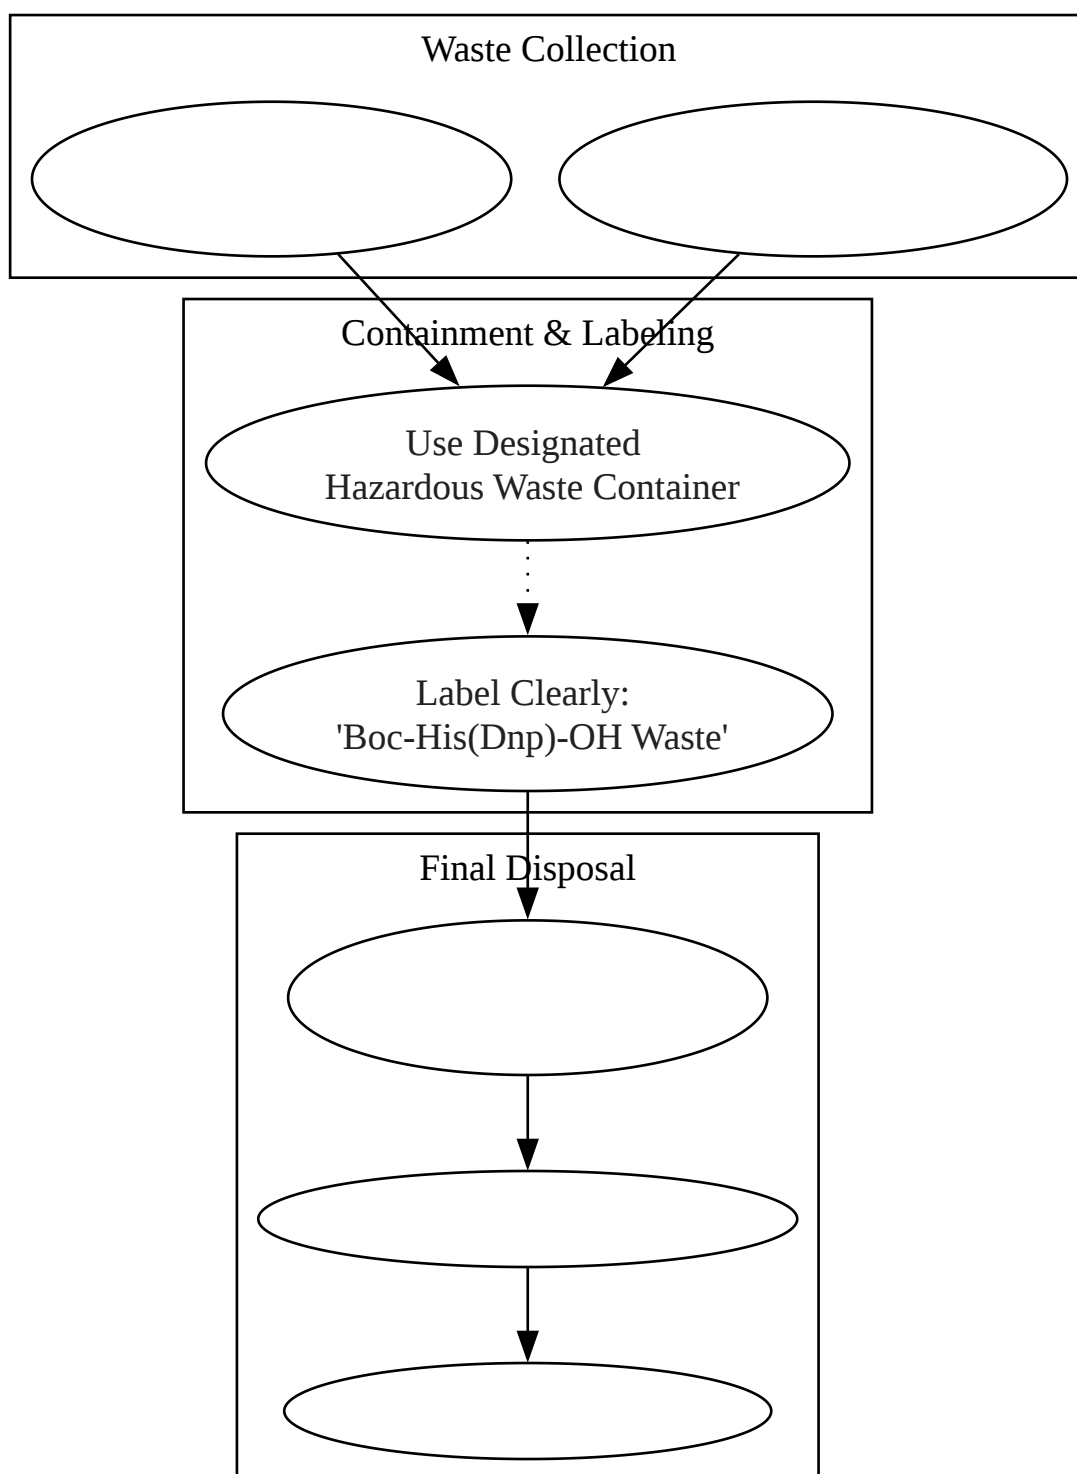 Waste Collection
Containment & Labeling
Use Designated
Hazardous Waste Container
Label Clearly:
'Boc-His(Dnp)-OH Waste'
Final Disposal